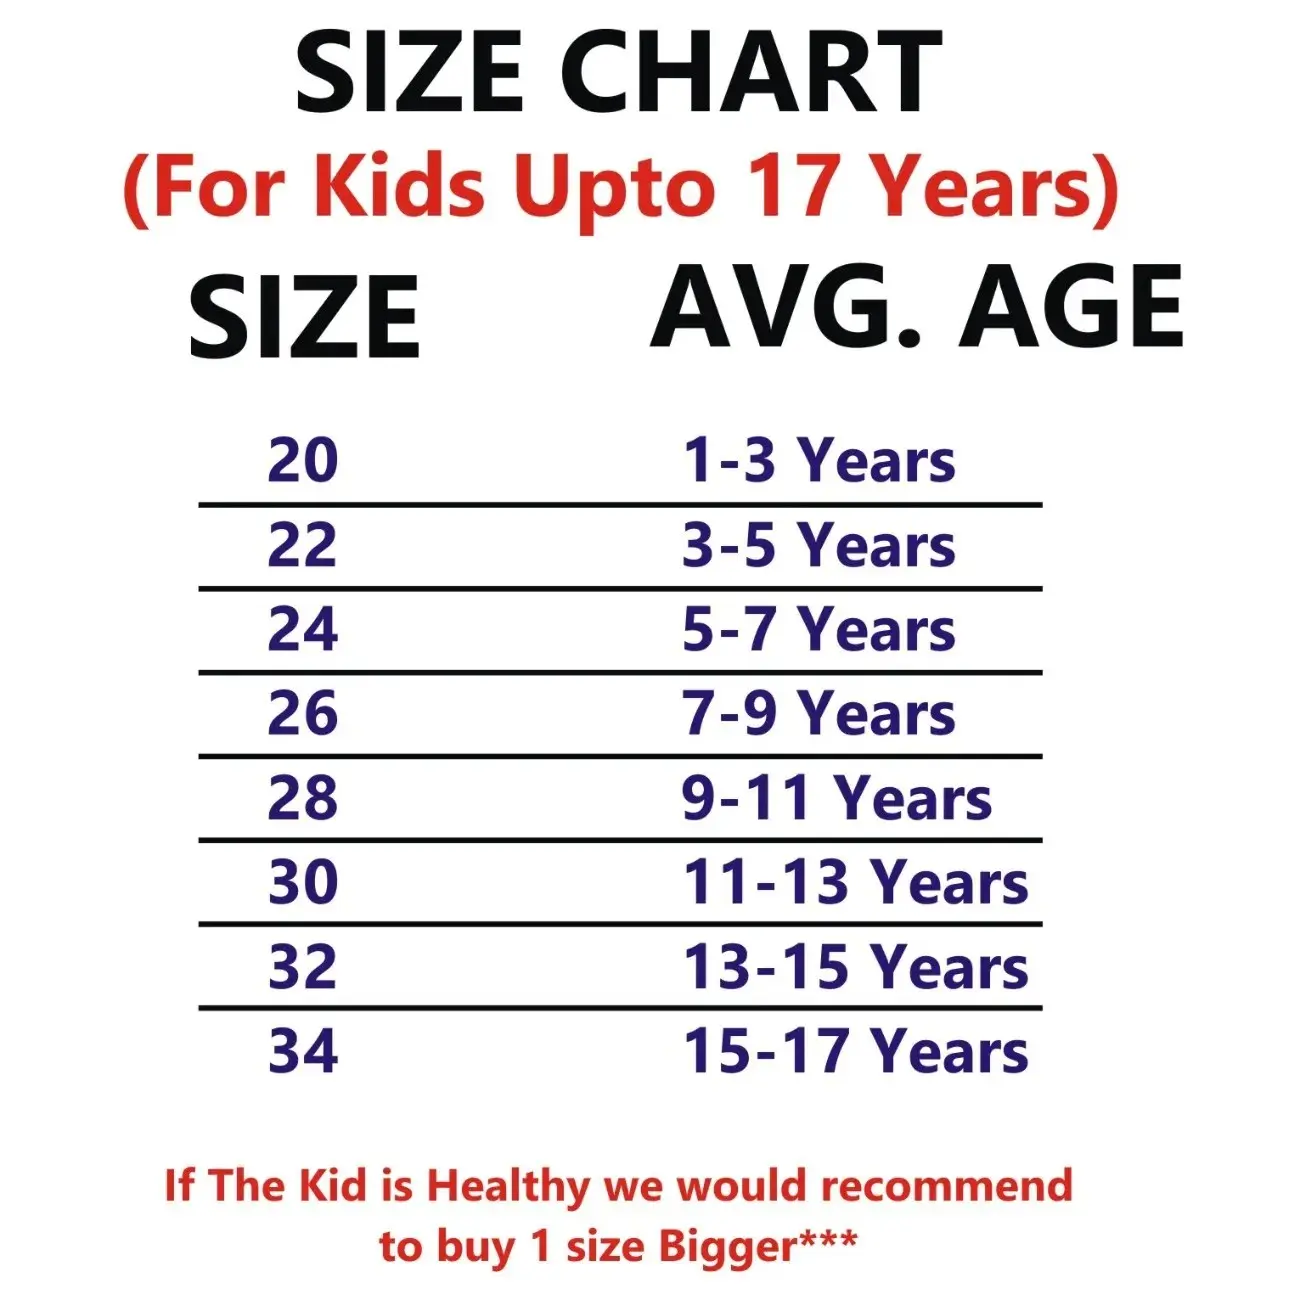 SIZE CHART
(For Kids Upto 17 Years)
SIZE AVG. AGE
20 1-3 Years
22 3-5 Years
24 5-7 Years
26 7-9 Years
28 9-11 Years
30 11-13 Years
32 13-15 Years
34 15-17 Years
If The Kid is Healthy we would recommend
to buy 1 size Bigger***